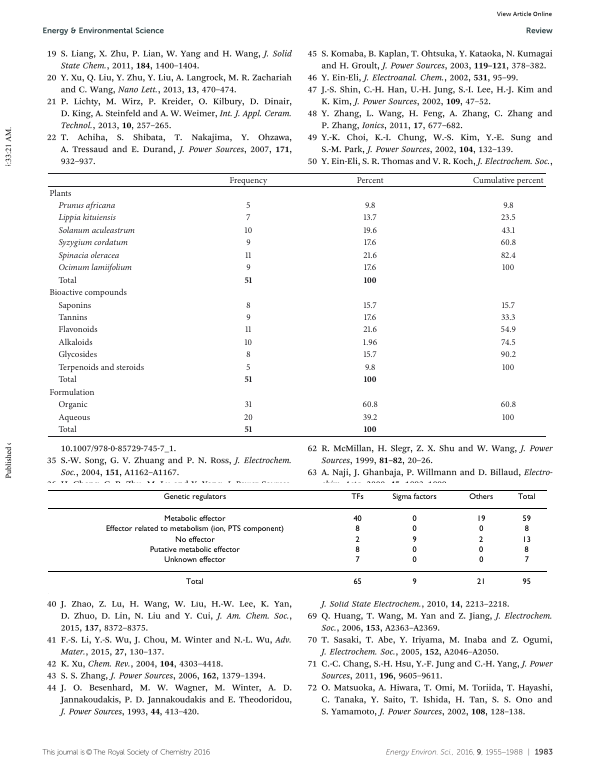 View Article Online
Energy & Environmental Science
Review
19 S. Liang, X. Zhu, P. Lian, W. Yang and H. Wang, J. Solid
State Chem., 2011, 184, 1400–1404.
20 Y. Xu, Q. Liu, Y. Zhu, Y. Liu, A. Langrock, M. R. Zachariah
and C. Wang, Nano Lett., 2013, 13, 470–474.
21 P. Lichty, M. Wirz, P. Kreider, O. Kilbury, D. Dinair,
D. King, A. Steinfeld and A. W. Weimer, Int. J. Appl. Ceram.
Technol., 2013, 10, 257–265.
22 T. Achiha, S. Shibata, T. Nakajima, Y. Ohzawa,
A. Tressaud and E. Durand, J. Power Sources, 2007, 171,
932–937.
45 S. Komaba, B. Kaplan, T. Ohtsuka, Y. Kataoka, N. Kumagai
and H. Groult, J. Power Sources, 2003, 119–121, 378–382.
46 Y. Ein-Eli, J. Electroanal. Chem., 2002, 531, 95–99.
47 J.-S. Shin, C.-H. Han, U.-H. Jung, S.-I. Lee, H.-J. Kim and
K. Kim, J. Power Sources, 2002, 109, 47–52.
48 Y. Zhang, L. Wang, H. Feng, A. Zhang, C. Zhang and
P. Zhang, Ionics, 2011, 17, 677–682.
49 Y.-K. Choi, K.-I. Chung, W.-S. Kim, Y.-E. Sung and
S.-M. Park, J. Power Sources, 2002, 104, 132–139.
50 Y. Ein-Eli, S. R. Thomas and V. R. Koch, J. Electrochem. Soc.,
:33:21 AM.
Frequency Percent Cumulative percent
Plants
Prunus africana 5 9.8 9.8
Lippia kituiensis 7 13.7 23.5
Solanum aculeastrum 10 19.6 43.1
Syzygium cordatum 9 17.6 60.8
Spinacia oleracea 11 21.6 82.4
Ocimum lamiifolium 9 17.6 100
Total 51 100
Bioactive compounds
Saponins 8 15.7 15.7
Tannins 9 17.6 33.3
Flavonoids 11 21.6 54.9
Alkaloids 10 1.96 74.5
Glycosides 8 15.7 90.2
Terpenoids and steroids 5 9.8 100
Total 51 100
Formulation
Organic 31 60.8 60.8
Aqueous 20 39.2 100
Total 51 100
Published
10.1007/978-0-85729-745-7_1.
35 S.-W. Song, G. V. Zhuang and P. N. Ross, J. Electrochem.
Soc., 2004, 151, A1162–A1167.
62 R. McMillan, H. Slegr, Z. X. Shu and W. Wang, J. Power
Sources, 1999, 81–82, 20–26.
63 A. Naji, J. Ghanbaja, P. Willmann and D. Billaud, Electro-
Genetic regulators TFs Sigma factors Others Total
Metabolic effector 40 0 19 59
Effector related to metabolism (ion, PTS component) 8 0 0 8
No effector 2 9 2 13
Putative metabolic effector 8 0 0 8
Unknown effector 7 0 0 7
Total 65 9 21 95
40 J. Zhao, Z. Lu, H. Wang, W. Liu, H.-W. Lee, K. Yan,
D. Zhuo, D. Lin, N. Liu and Y. Cui, J. Am. Chem. Soc.,
2015, 137, 8372–8375.
41 F.-S. Li, Y.-S. Wu, J. Chou, M. Winter and N.-L. Wu, Adv.
Mater., 2015, 27, 130–137.
42 K. Xu, Chem. Rev., 2004, 104, 4303–4418.
43 S. S. Zhang, J. Power Sources, 2006, 162, 1379–1394.
44 J. O. Besenhard, M. W. Wagner, M. Winter, A. D.
Jannakoudakis, P. D. Jannakoudakis and E. Theodoridou,
J. Power Sources, 1993, 44, 413–420.
J. Solid State Electrochem., 2010, 14, 2213–2218.
69 Q. Huang, T. Wang, M. Yan and Z. Jiang, J. Electrochem.
Soc., 2006, 153, A2363–A2369.
70 T. Sasaki, T. Abe, Y. Iriyama, M. Inaba and Z. Ogumi,
J. Electrochem. Soc., 2005, 152, A2046–A2050.
71 C.-C. Chang, S.-H. Hsu, Y.-F. Jung and C.-H. Yang, J. Power
Sources, 2011, 196, 9605–9611.
72 O. Matsuoka, A. Hiwara, T. Omi, M. Toriida, T. Hayashi,
C. Tanaka, Y. Saito, T. Ishida, H. Tan, S. S. Ono and
S. Yamamoto, J. Power Sources, 2002, 108, 128–138.
This journal is © The Royal Society of Chemistry 2016
Energy Environ. Sci., 2016, 9, 1955–1988 | 1983